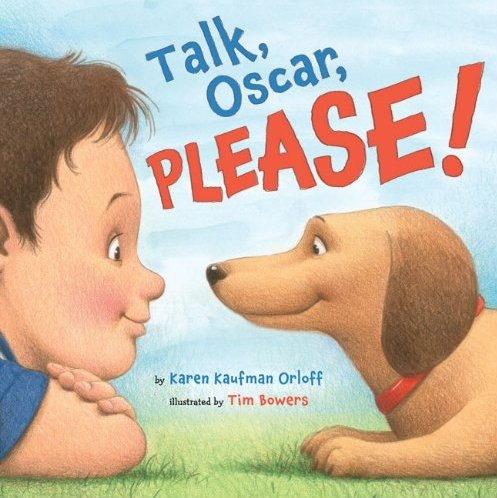 Talk,
Oscar,
PLEASE!
by Karen Kaufman Orloff
illustrated by Tim Bowers